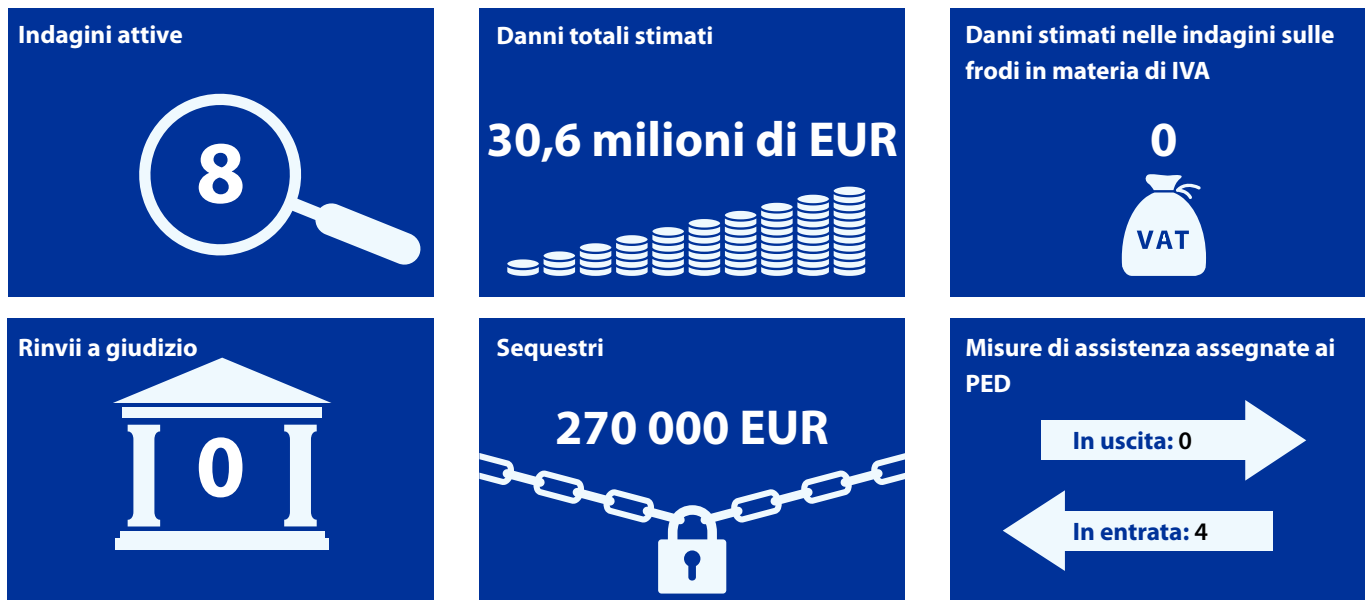 Indagini attive
8
Danni totali stimati
30,6 milioni di EUR
Danni stimati nelle indagini sulle
frodi in materia di IVA
0
VAT
Rinvii a giudizio
0
Sequestri
270 000 EUR
Misure di assistenza assegnate ai
PED
In uscita: 0
In entrata: 4